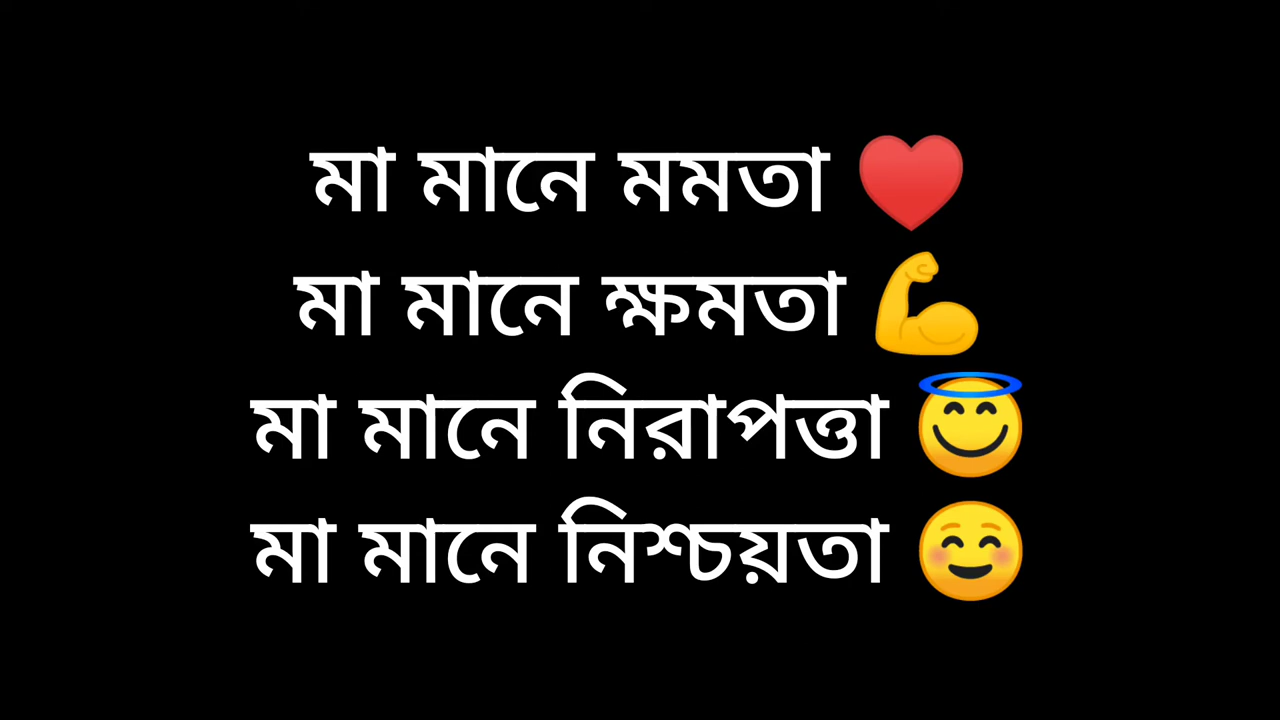 মা মানে মমতা ♥️
মা মানে ক্ষমতা 💪
মা মানে নিরাপত্তা 😇
মা মানে নিশ্চয়তা ☺️